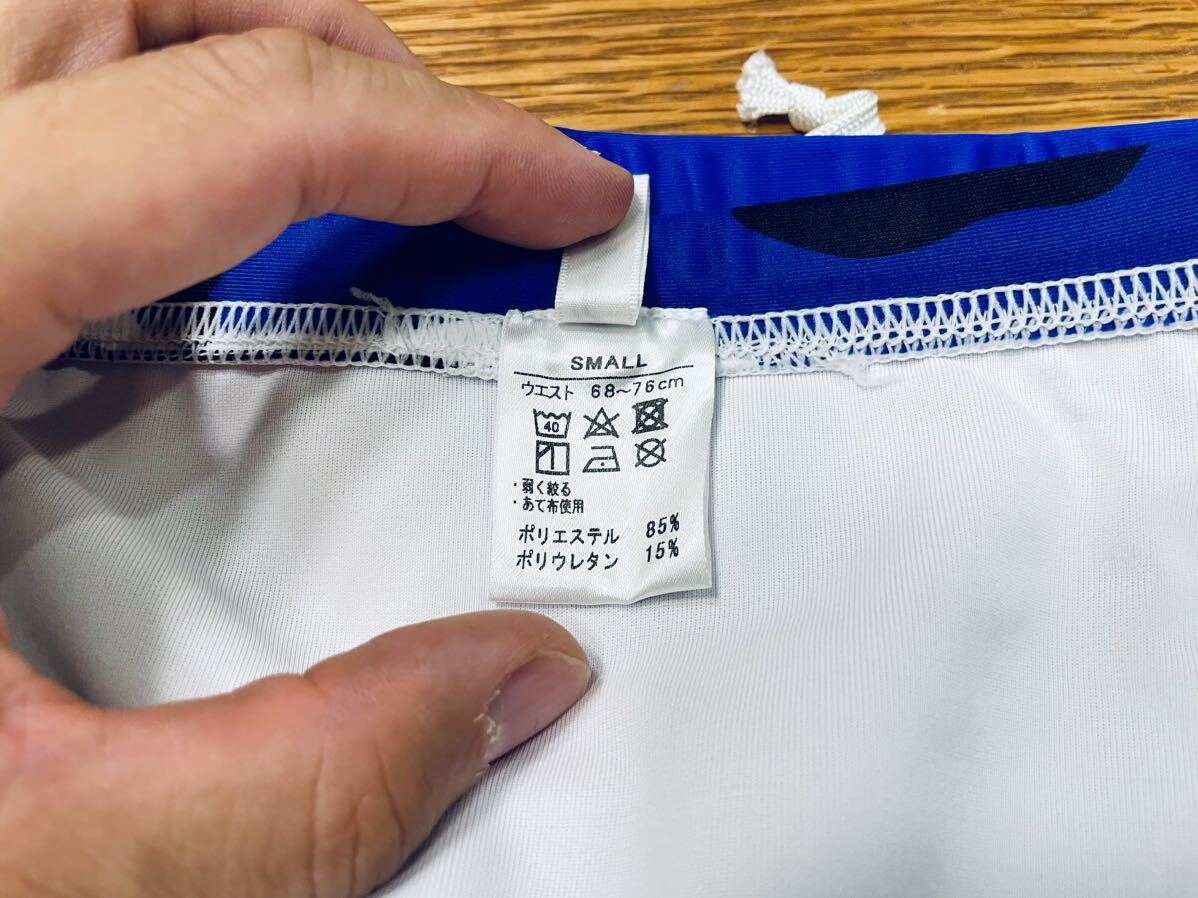 SMALL
ウエスト 68~76cm
40
・弱く絞る
・あて布使用
ポリエステル 85%
ポリウレタン 15%